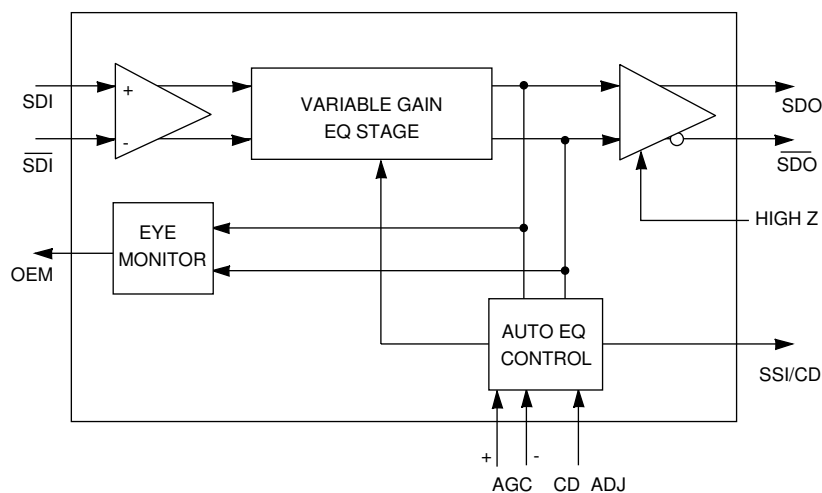 SDI
+
VARIABLE GAIN
EQ STAGE
SDO
SDI
-
SDO
HIGH Z
EYE
MONITOR
OEM
AUTO EQ
CONTROL
SSI/CD
+ -
AGC CD ADJ